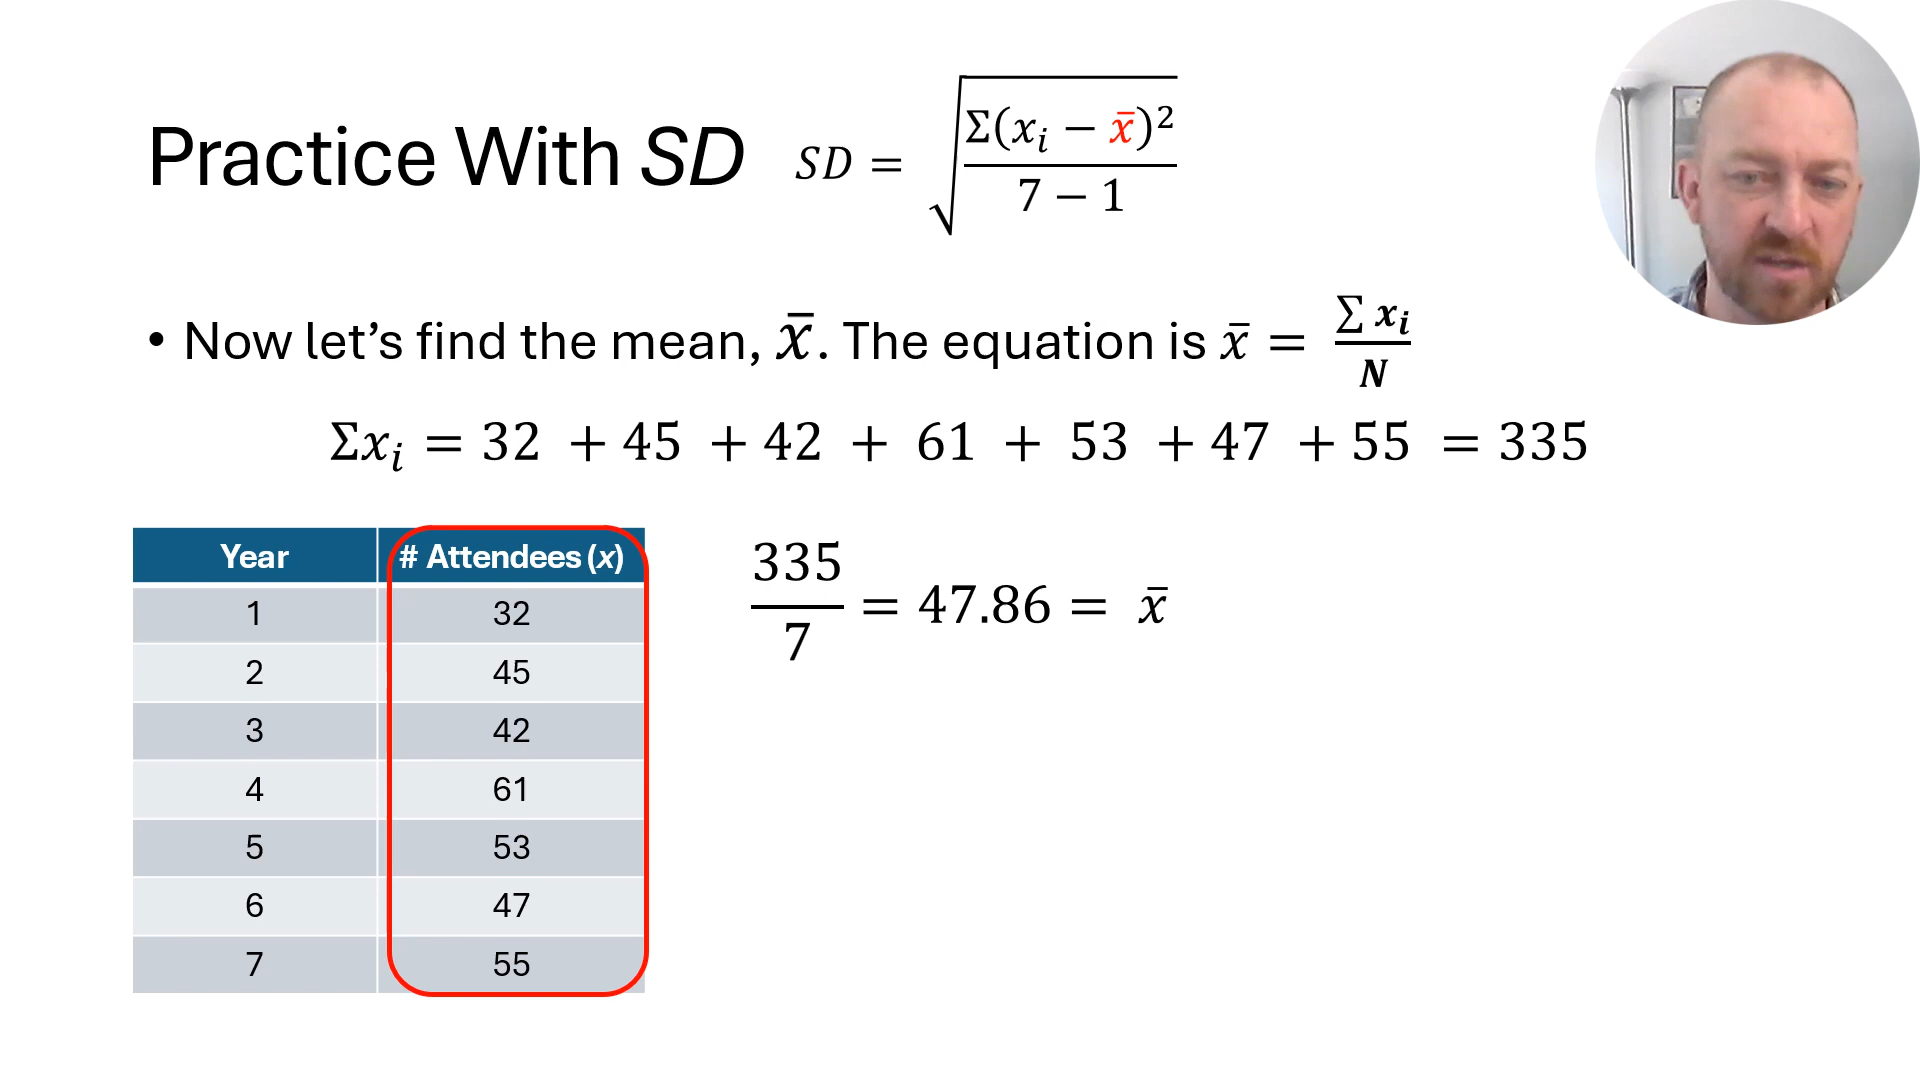 Practice With SD SD = √(Σ(xᵢ − x̄)² / (7 − 1))
• Now let’s find the mean, x̄. The equation is x̄ = ∑ xᵢ / N
Σxᵢ = 32 + 45 + 42 + 61 + 53 + 47 + 55 = 335
335 / 7 = 47.86 = x̄
Year # Attendees (x)
1 32
2 45
3 42
4 61
5 53
6 47
7 55